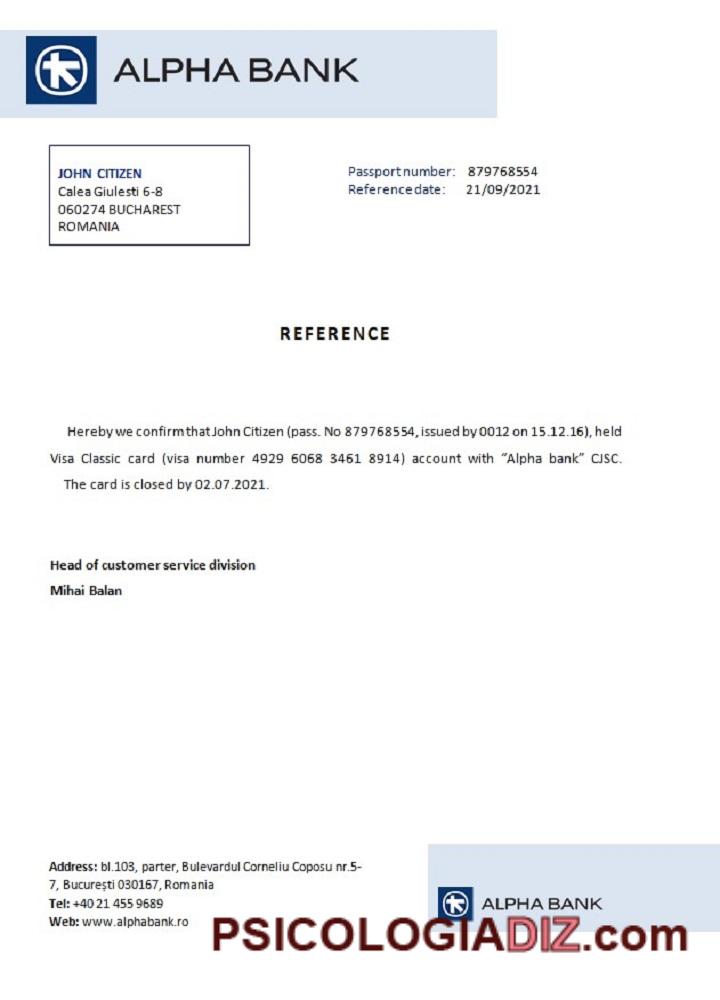 ALPHA BANK
JOHN CITIZEN
Calea Giulesti 6-8
060274 BUCHAREST
ROMANIA
Passport number: 879768554
Reference date: 21/09/2021
REFERENCE
Hereby we confirm that John Citizen (pass. No 879768554, issued by 0012 on 15.12.16), held
Visa Classic card (visa number 4929 6068 3461 8914) account with "Alpha bank" CJSC.
The card is closed by 02.07.2021.
Head of customer service division
Mihai Balan
Address: bl.103, parter, Bulevardul Corneliu Coposu nr.5-
7, București 030167, Romania
Tel: +40 21 455 9689
Web: www.alphabank.ro
ALPHA BANK
PSICOLOGIADIZ.com